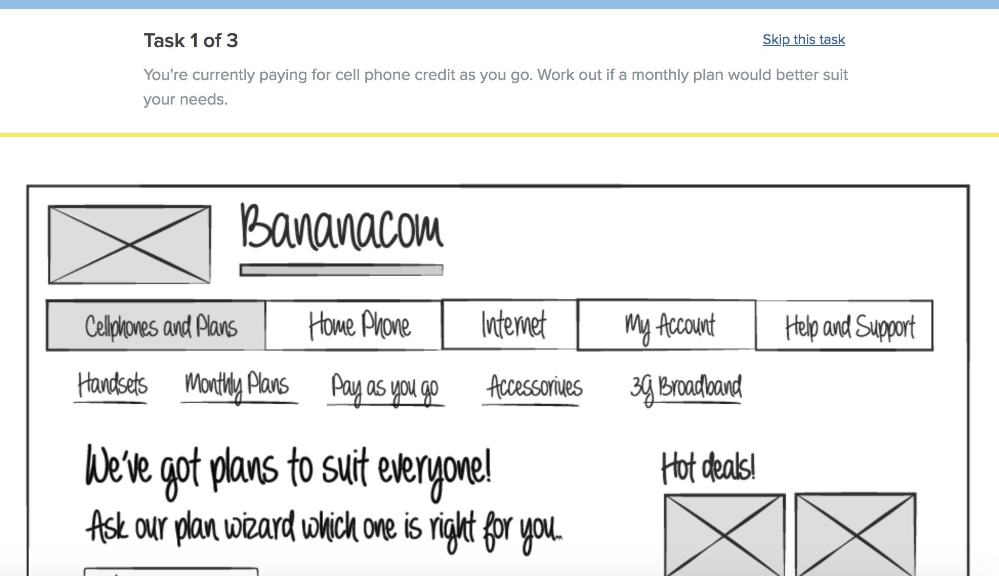 Task 1 of 3
Skip this task
You're currently paying for cell phone credit as you go. Work out if a monthly plan would better suit
your needs.
Bananacom
Cellphones and Plans
Home Phone
Internet
My Account
Help and Support
Handsets
Monthly Plans
Pay as you go
Accessoriues
3G Broadband
We've got plans to suit everyone!
Ask our plan wizard which one is right for you...
Hot deals!